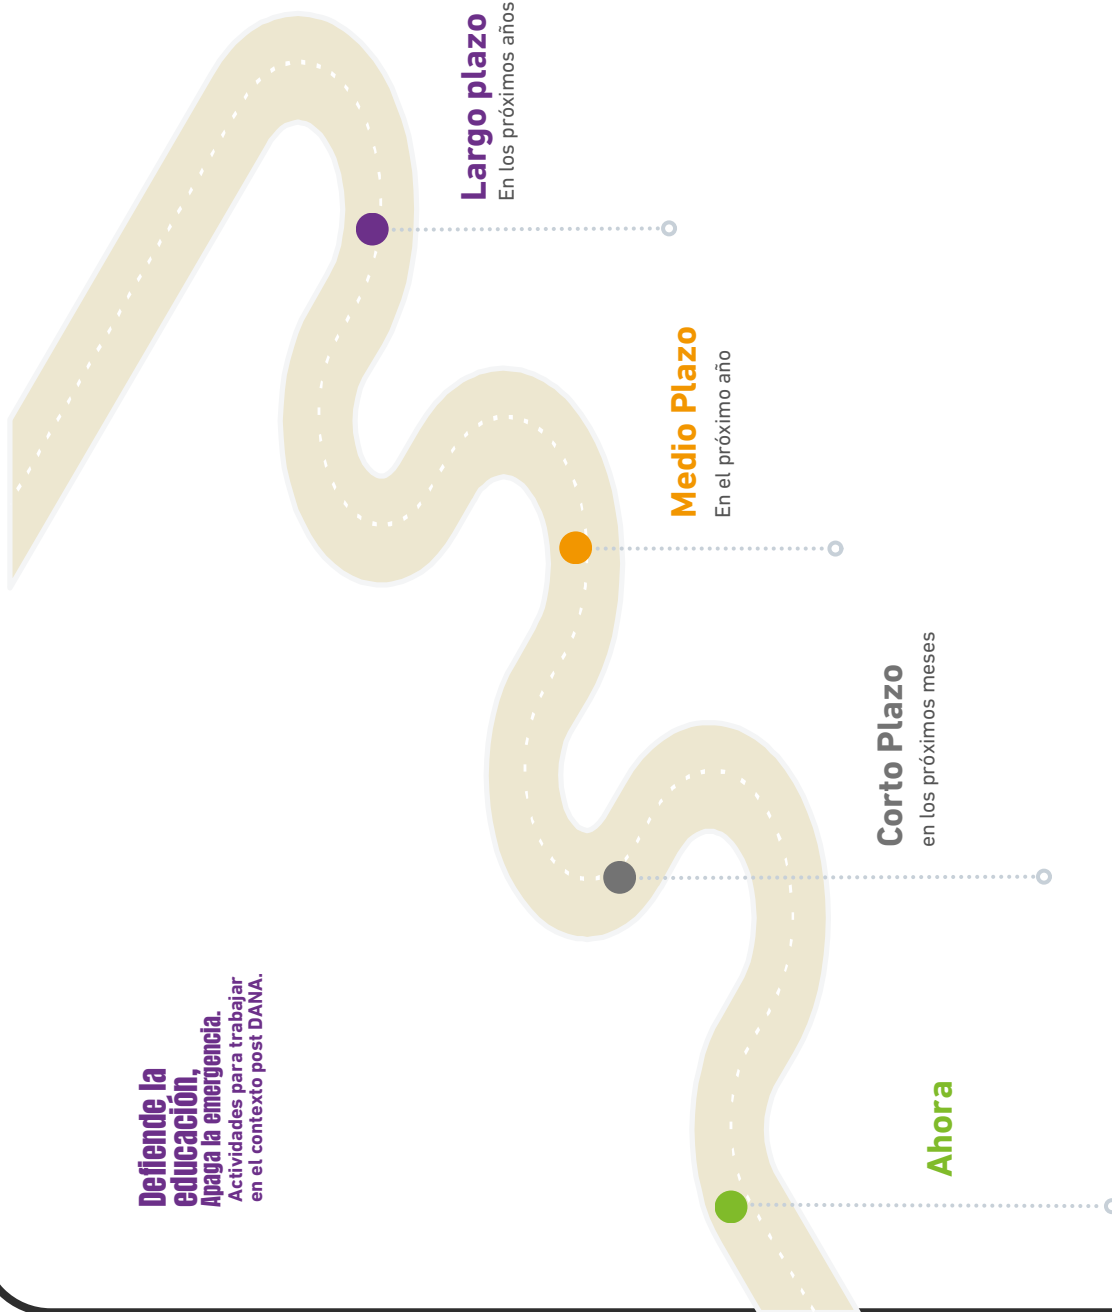 Defiende la
educación,
Apaga la emergencia.
Actividades para trabajar
en el contexto post DANA.
Ahora
Corto Plazo
en los próximos meses
Medio Plazo
En el próximo año
Largo plazo
En los próximos años